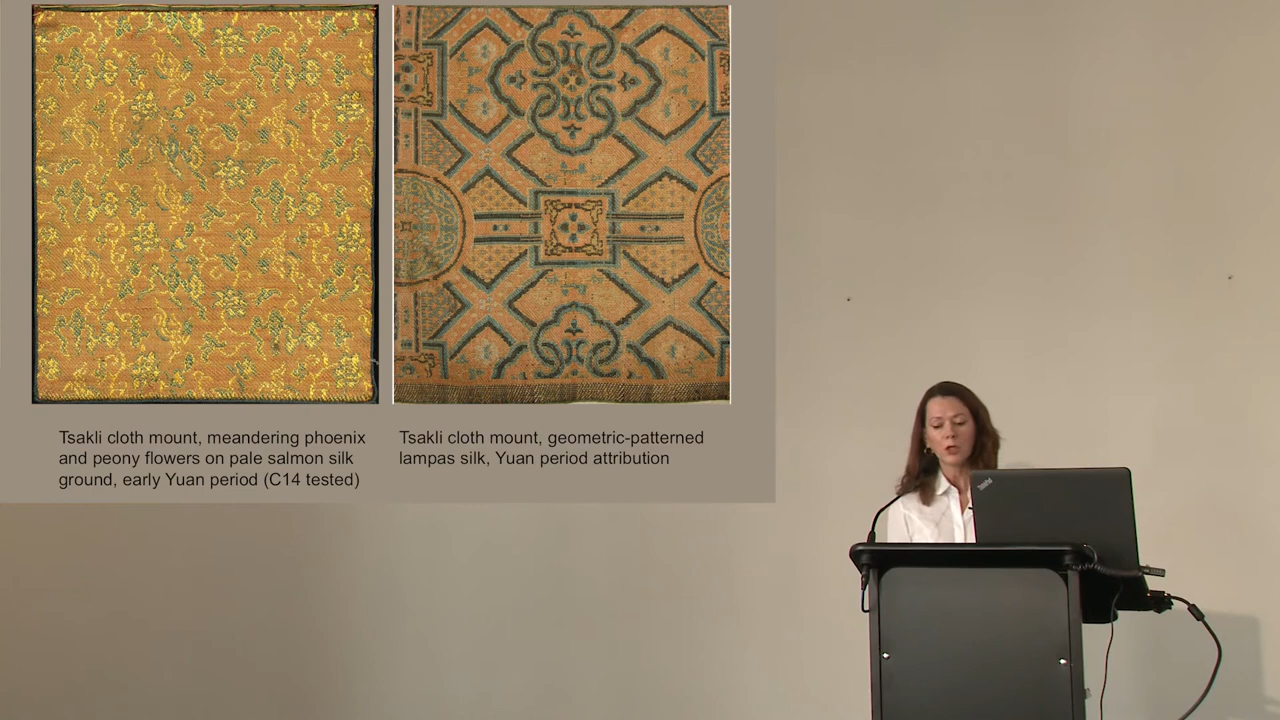 Tsakli cloth mount, meandering phoenix
and peony flowers on pale salmon silk
ground, early Yuan period (C14 tested)
Tsakli cloth mount, geometric-patterned
lampas silk, Yuan period attribution
ThinkPad